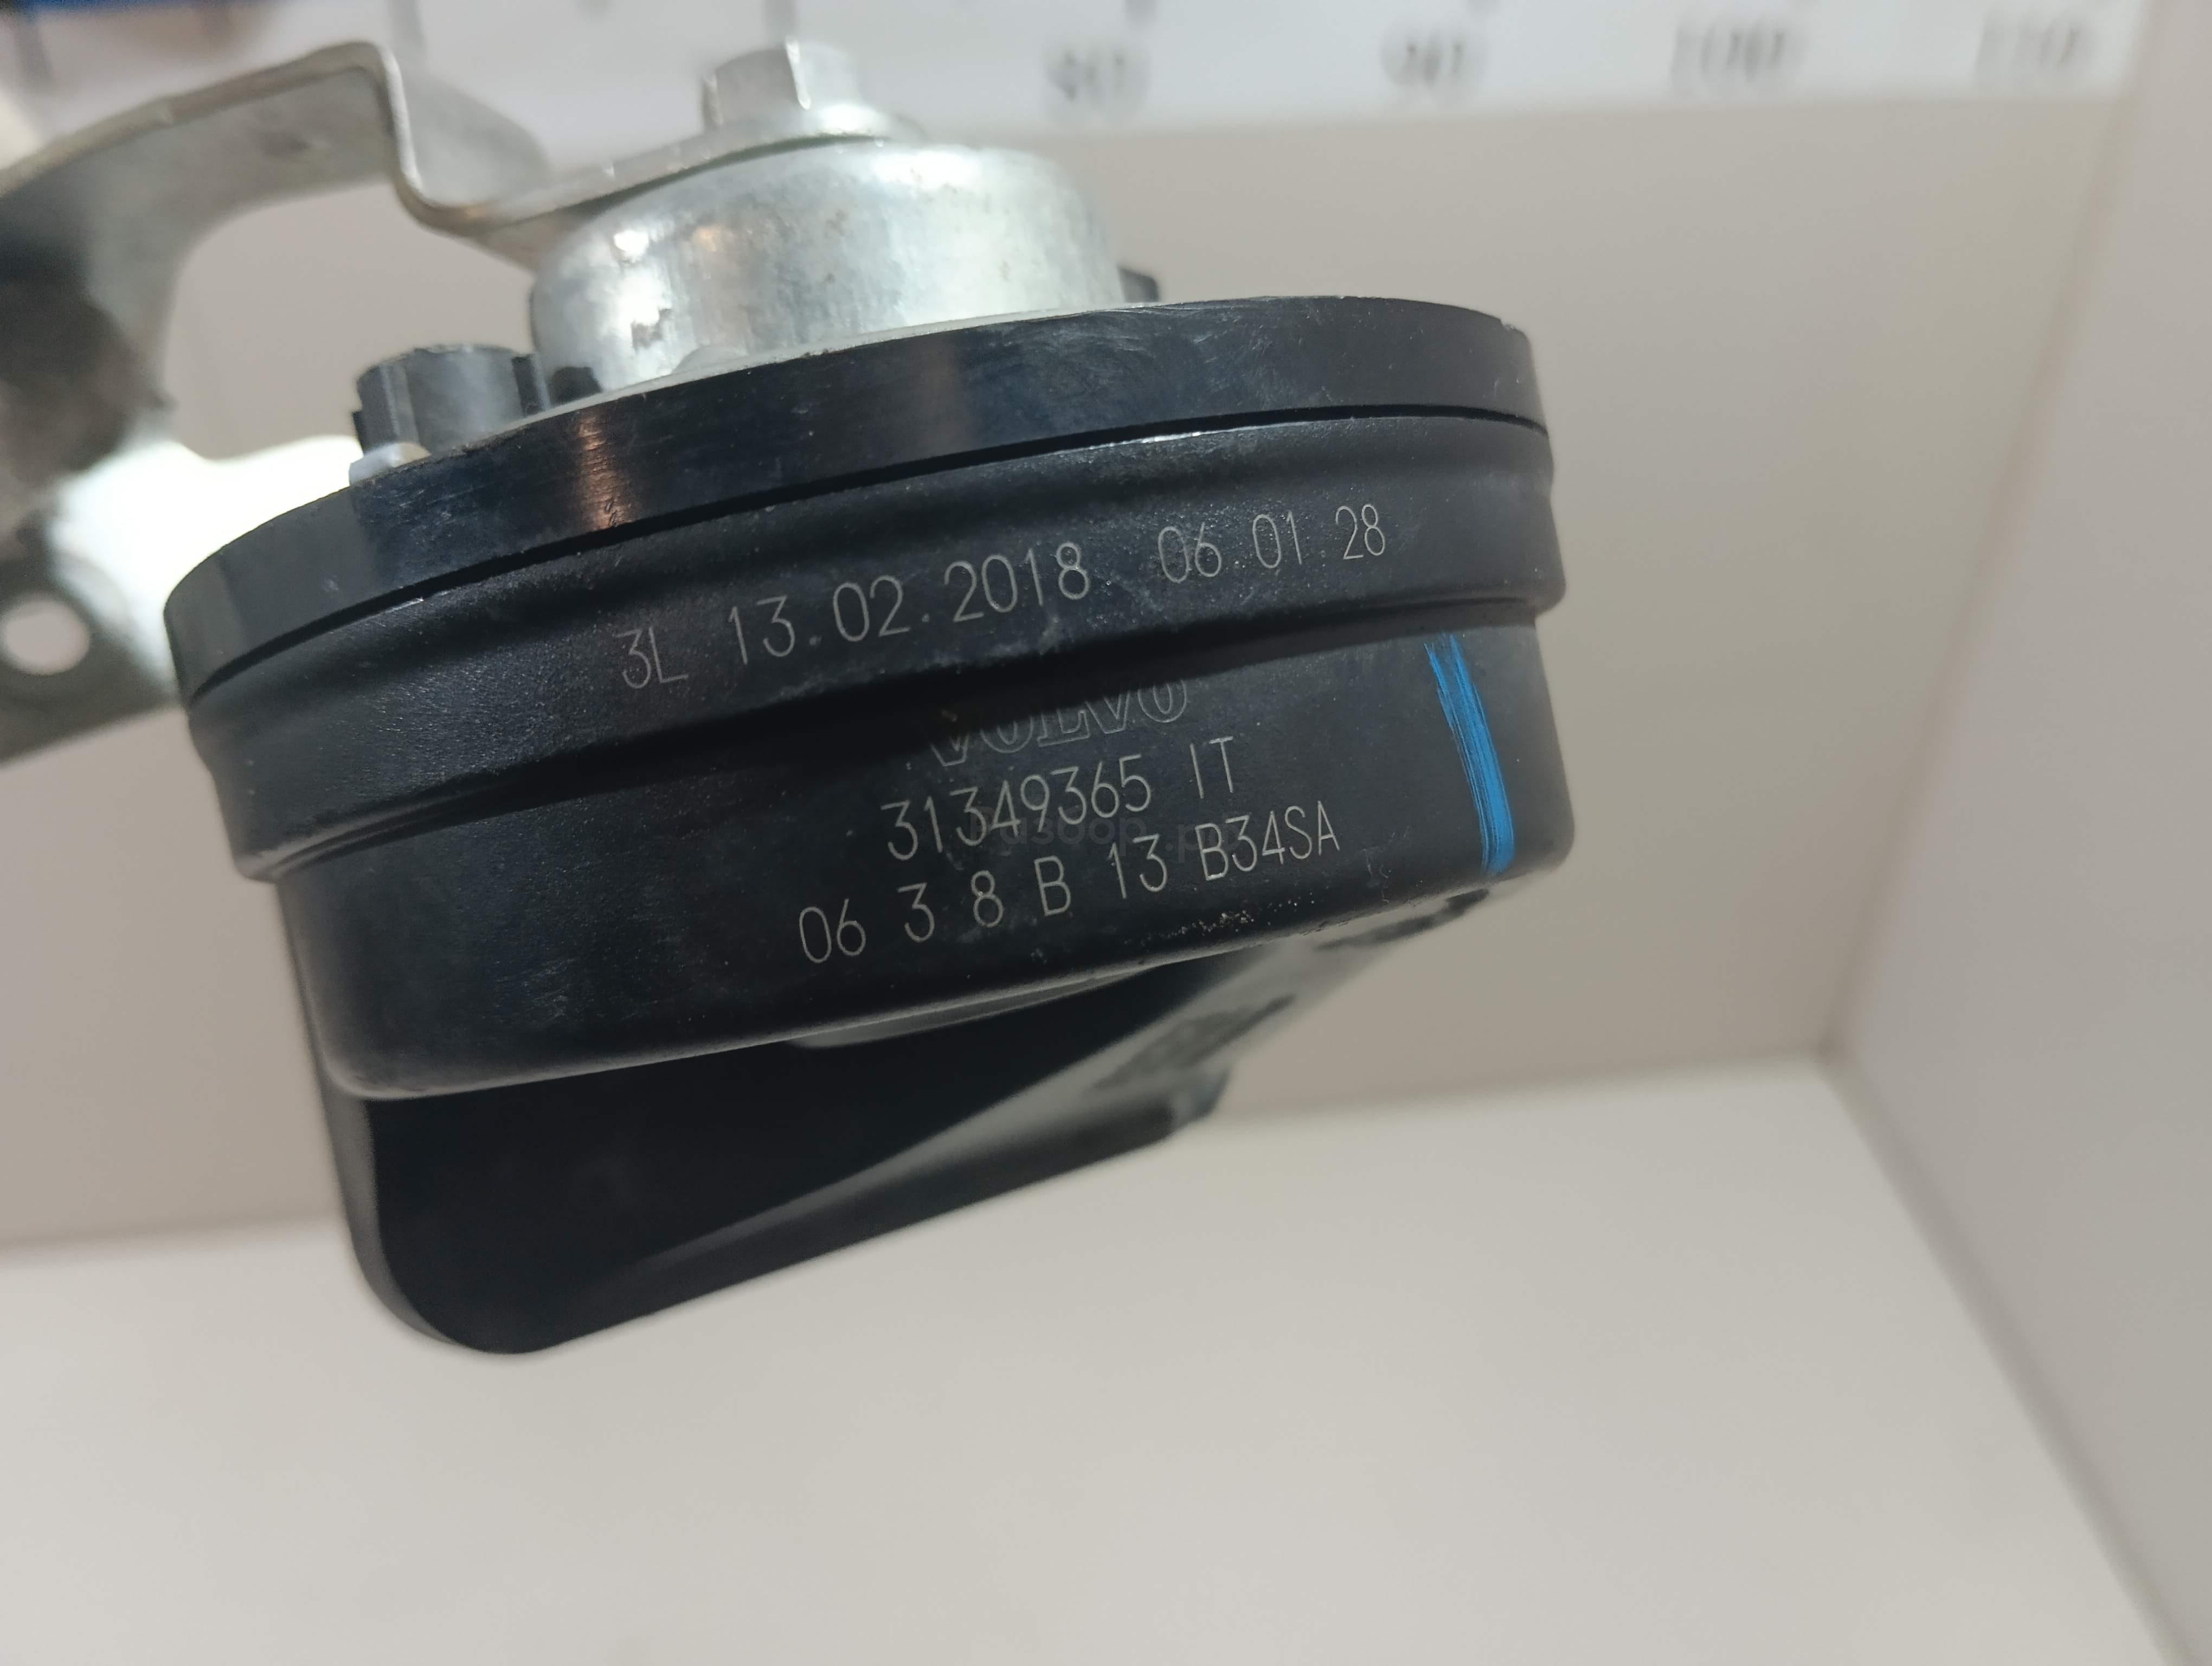 3L 13.02.2018 06 01 28
VOLVO
31349365 IT
06 3 8 B 13 B34SA